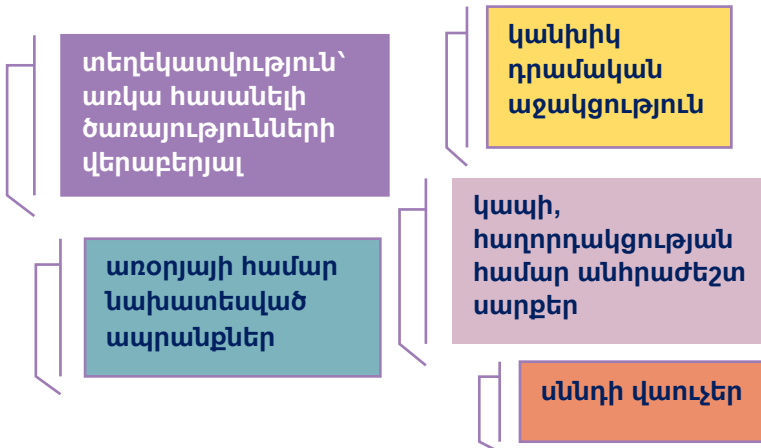 տեղեկատվություն՝
առկա հասանելի
ծառայությունների
վերաբերյալ
կանխիկ
դրամական
աջակցություն
առօրյայի համար
նախատեսված
ապրանքներ
կապի,
հաղորդակցության
համար անհրաժեշտ
սարքեր
սննդի վաուչեր